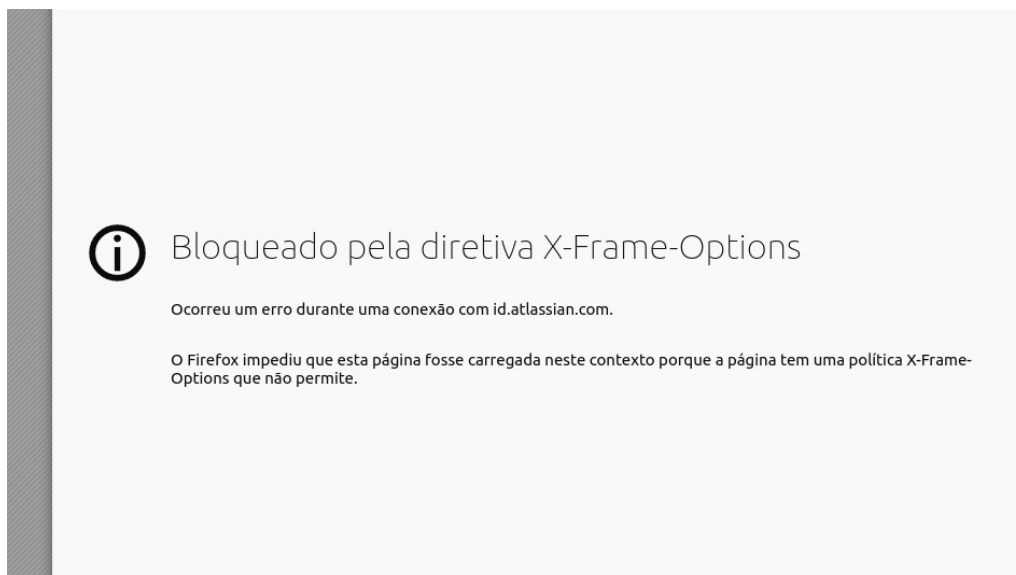 Bloqueado pela diretiva X-Frame-Options
Ocorreu um erro durante uma conexão com id.atlassian.com.
O Firefox impediu que esta página fosse carregada neste contexto porque a página tem uma política X-Frame-
Options que não permite.